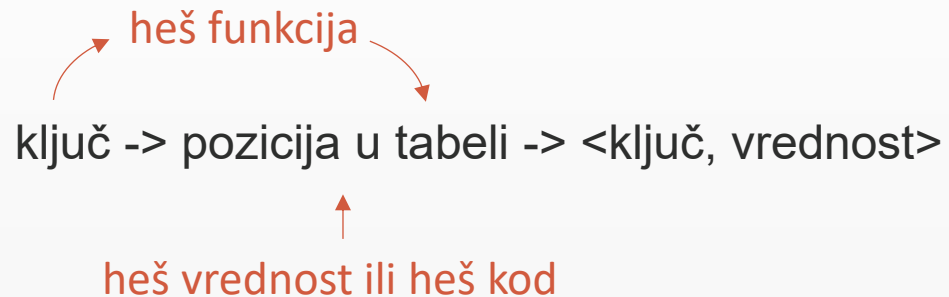 heš funkcija
ključ -> pozicija u tabeli -> <ključ, vrednost>
heš vrednost ili heš kod